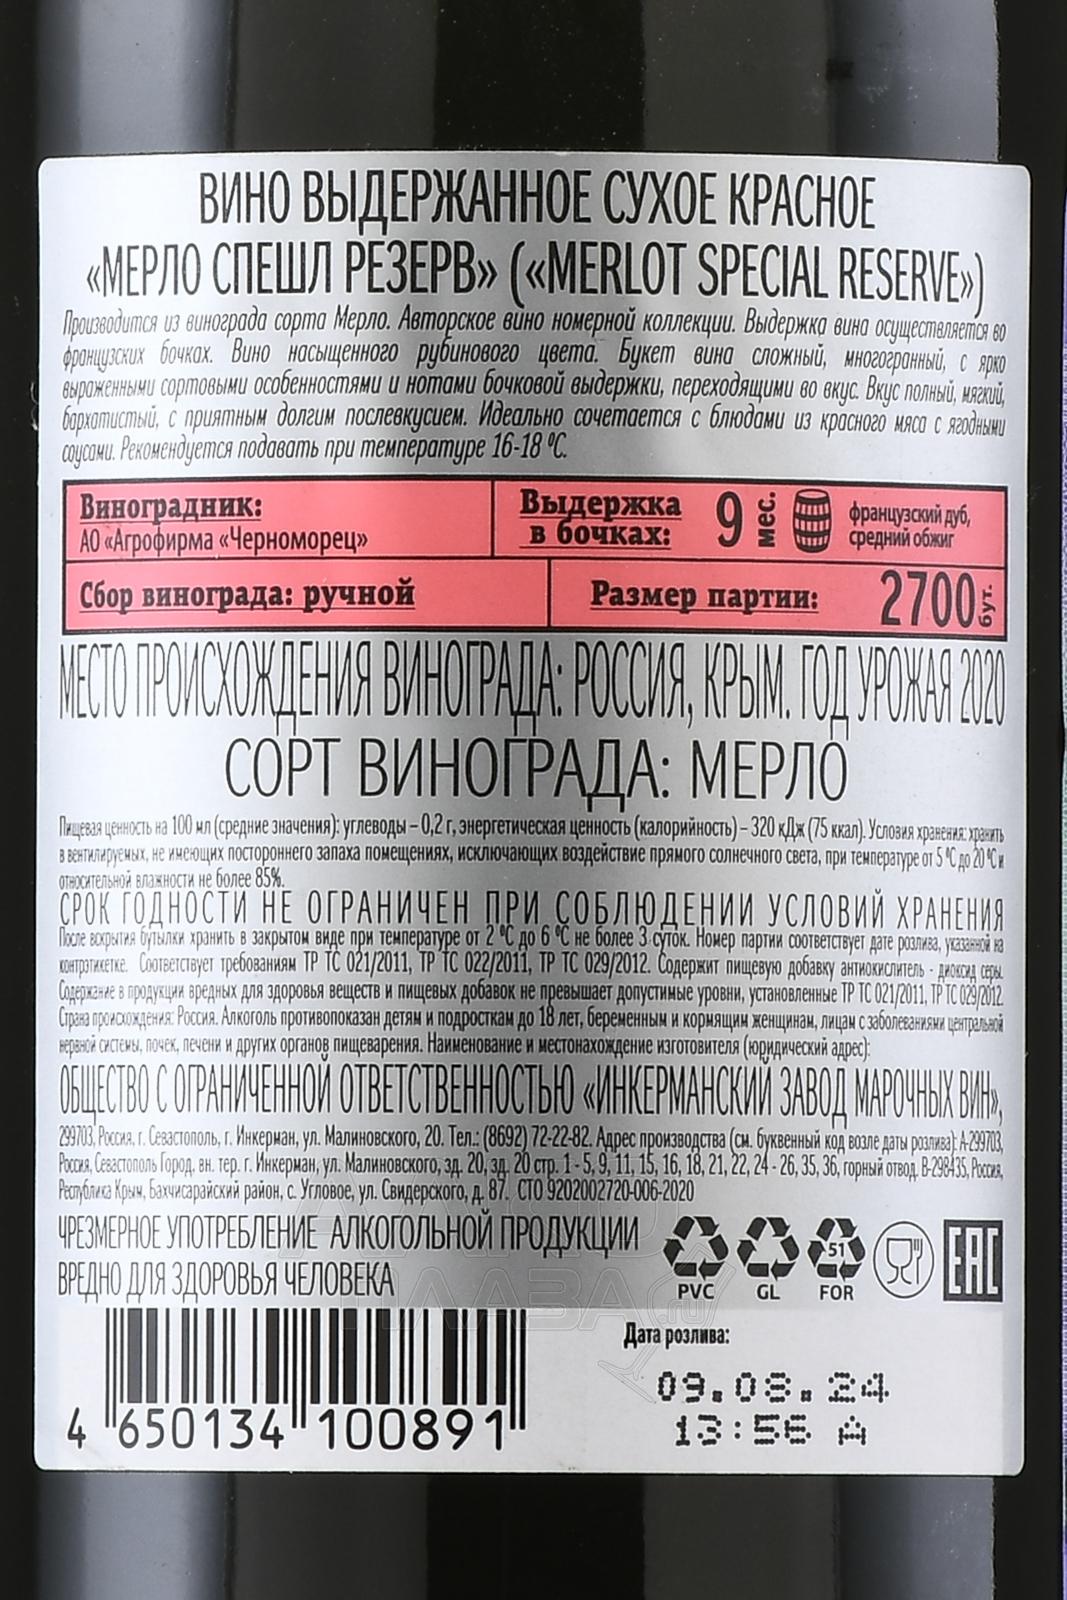 ВИНО ВЫДЕРЖАННОЕ СУХОЕ КРАСНОЕ
«МЕРЛО СПЕШЛ РЕЗЕРВ» («MERLOT SPECIAL RESERVE»)
Производится из винограда сорта Мерло. Авторское вино номерной коллекции. Выдержка вина осуществляется во
французских бочках. Вино насыщенного рубинового цвета. Букет вина сложный, многогранный, с ярко
выраженными сортовыми особенностями и нотами бочковой выдержки, переходящими во вкус. Вкус полный, мягкий,
бархатистый, с приятным долгим послевкусием. Идеально сочетается с блюдами из красного мяса с ягодными
соусами. Рекомендуется подавать при температуре 16-18 °С.
Виноградник:
АО «Агрофирма «Черноморец»
Выдержка
в бочках:
9 мес.
французский дуб,
средний обжиг
Сбор винограда: ручной
Размер партии: 2700 бут.
МЕСТО ПРОИСХОЖДЕНИЯ ВИНОГРАДА: РОССИЯ, КРЫМ. ГОД УРОЖАЯ 2020
СОРТ ВИНОГРАДА: МЕРЛО
Пищевая ценность на 100 мл (средние значения): углеводы – 0,2 г, энергетическая ценность (калорийность) – 320 кДж (75 ккал). Условия хранения: хранить
в вентилируемых, не имеющих постороннего запаха помещениях, исключающих воздействие прямого солнечного света, при температуре от 5 °С до 20 °С и
относительной влажности не более 85%.
СРОК ГОДНОСТИ НЕ ОГРАНИЧЕН ПРИ СОБЛЮДЕНИИ УСЛОВИЙ ХРАНЕНИЯ
После вскрытия бутылки хранить в закрытом виде при температуре от 2 °С до 6 °С не более 3 суток. Номер партии соответствует дате розлива, указанной на
контрэтикетке. Соответствует требованиям ТР ТС 021/2011, ТР ТС 022/2011, ТР ТС 029/2012. Содержит пищевую добавку антиокислитель - диоксид серы.
Содержание в продукции вредных для здоровья веществ и пищевых добавок не превышает допустимые уровни, установленные ТР ТС 021/2011, ТР ТС 029/2012.
Страна происхождения: Россия. Алкоголь противопоказан детям и подросткам до 18 лет, беременным и кормящим женщинам, лицам с заболеваниями центральной
нервной системы, почек, печени и других органов пищеварения. Наименование и местонахождение изготовителя (юридический адрес):
ОБЩЕСТВО С ОГРАНИЧЕННОЙ ОТВЕТСТВЕННОСТЬЮ «ИНКЕРМАНСКИЙ ЗАВОД МАРОЧНЫХ ВИН»,
299703, Россия, г. Севастополь, г. Инкерман, ул. Малиновского, 20. Тел.: (8692) 72-22-82. Адрес производства (см. буквенный код возле даты розлива): А-299703,
Россия, Севастополь Город, вн. тер. г. Инкерман, ул. Малиновского, зд. 20, зд. 20 стр. 1 - 5, 9, 11, 15, 16, 18, 21, 22, 24 - 26, 35, 36, горный отвод. В-298435, Россия,
Республика Крым, Бахчисарайский район, с. Угловое, ул. Свидерского, д. 87. СТО 9202002720-006-2020
ЧРЕЗМЕРНОЕ УПОТРЕБЛЕНИЕ АЛКОГОЛЬНОЙ ПРОДУКЦИИ
ВРЕДНО ДЛЯ ЗДОРОВЬЯ ЧЕЛОВЕКА
PVC GL 51 FOR EAC
4 650134 100891
Дата розлива:
09.08.24
13:56 А